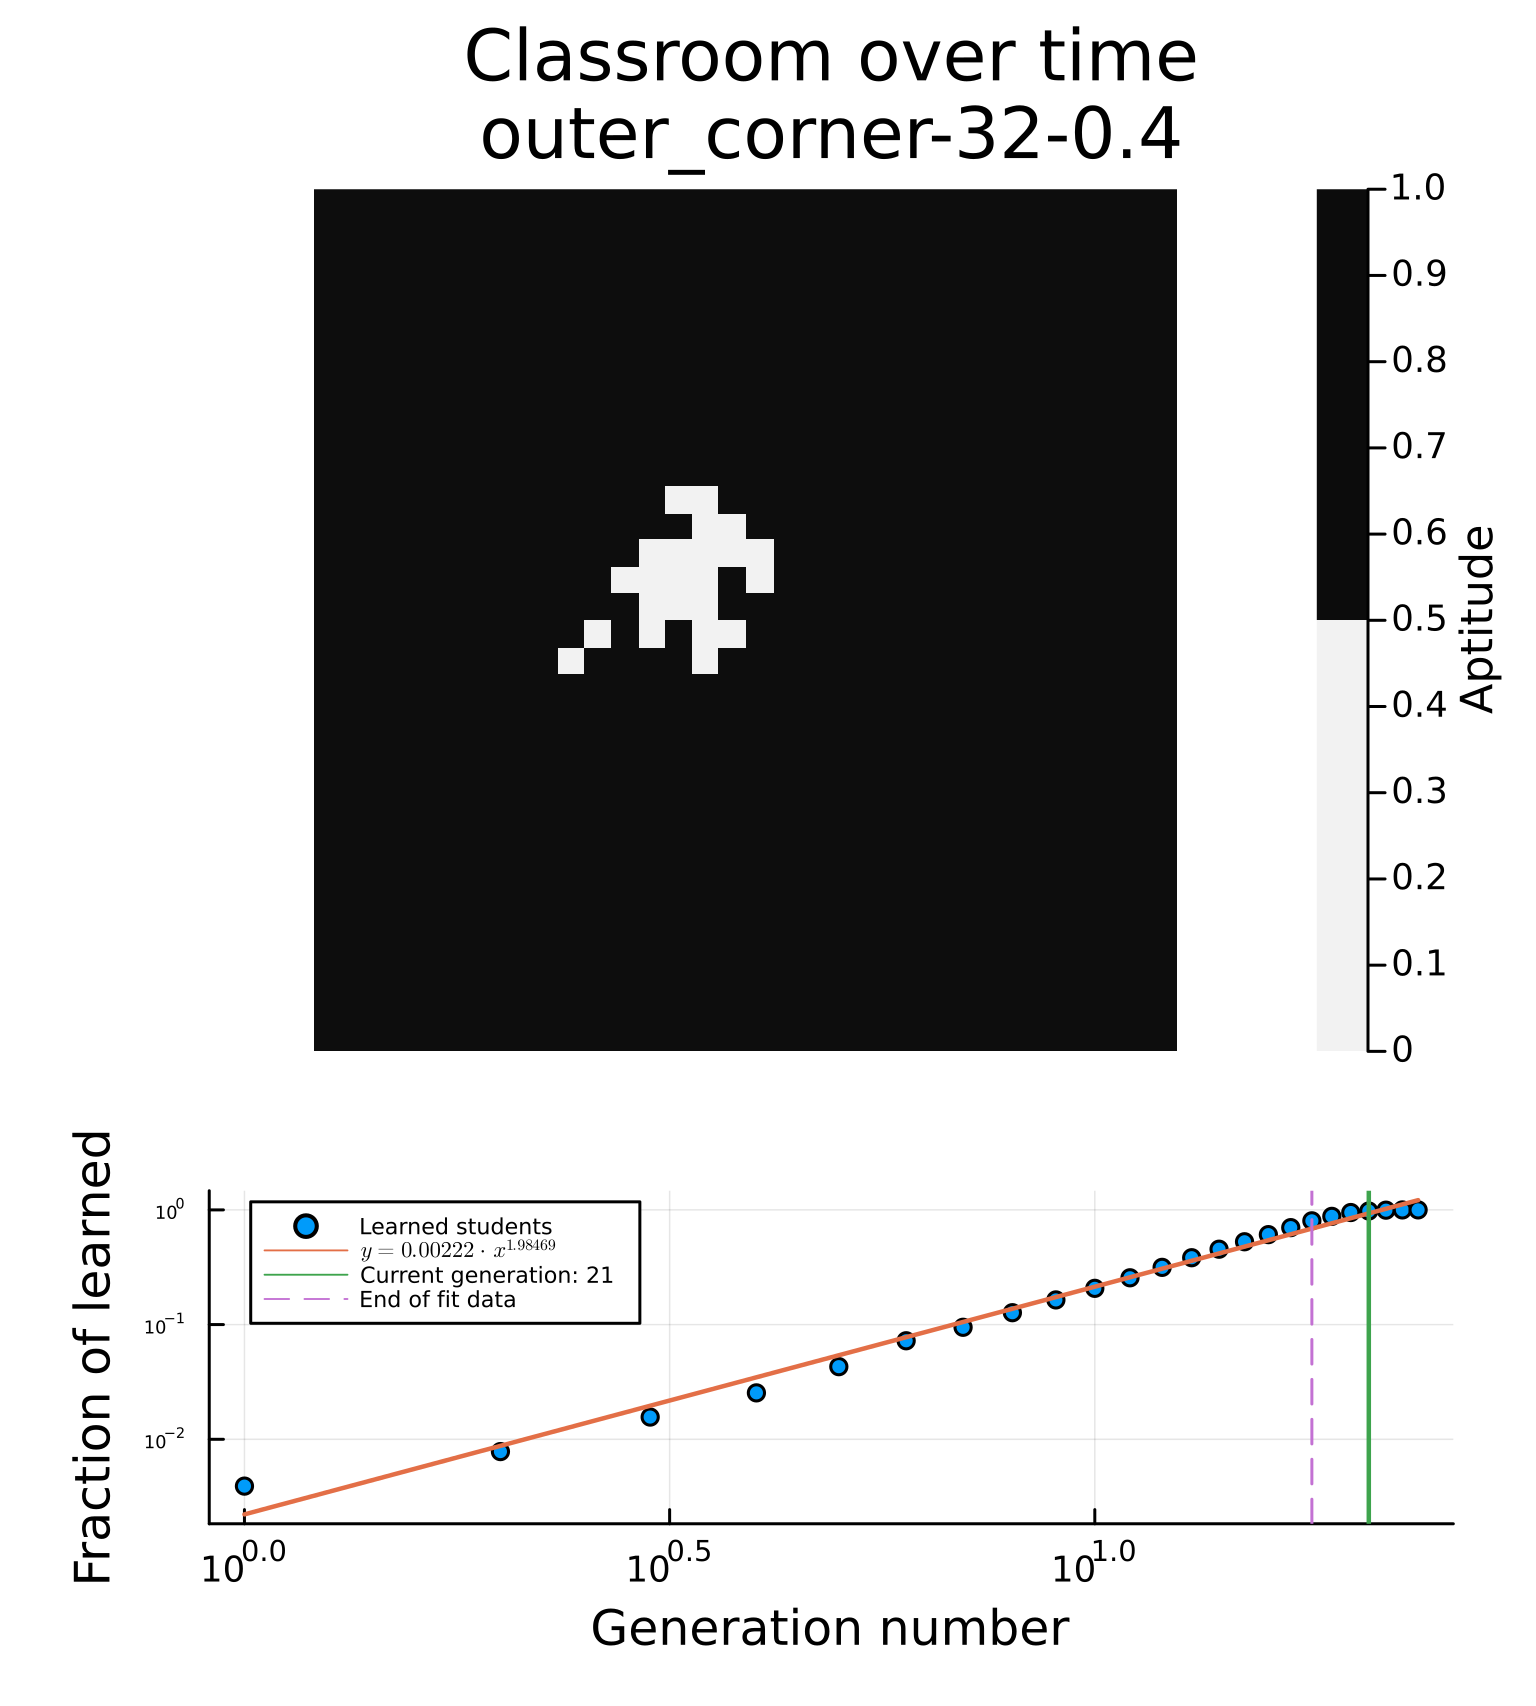 Classroom over time
outer_corner-32-0.4
1.0
0.9
0.8
0.7
0.6
0.5
0.4
0.3
0.2
0.1
0
Aptitude
Fraction of learned
10^0
10^-1
10^-2
Learned students
y = 0.00222 · x^1.98469
Current generation: 21
End of fit data
10^0.0
10^0.5
10^1.0
Generation number